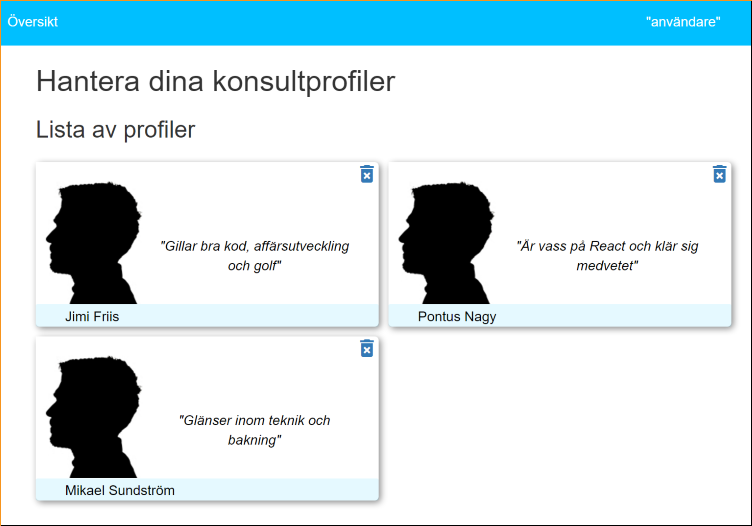 Översikt
"användare"
Hantera dina konsultprofiler
Lista av profiler
"Gillar bra kod, affärsutveckling
och golf"
Jimi Friis
"Är vass på React och klär sig
medvetet"
Pontus Nagy
"Glänser inom teknik och
bakning"
Mikael Sundström